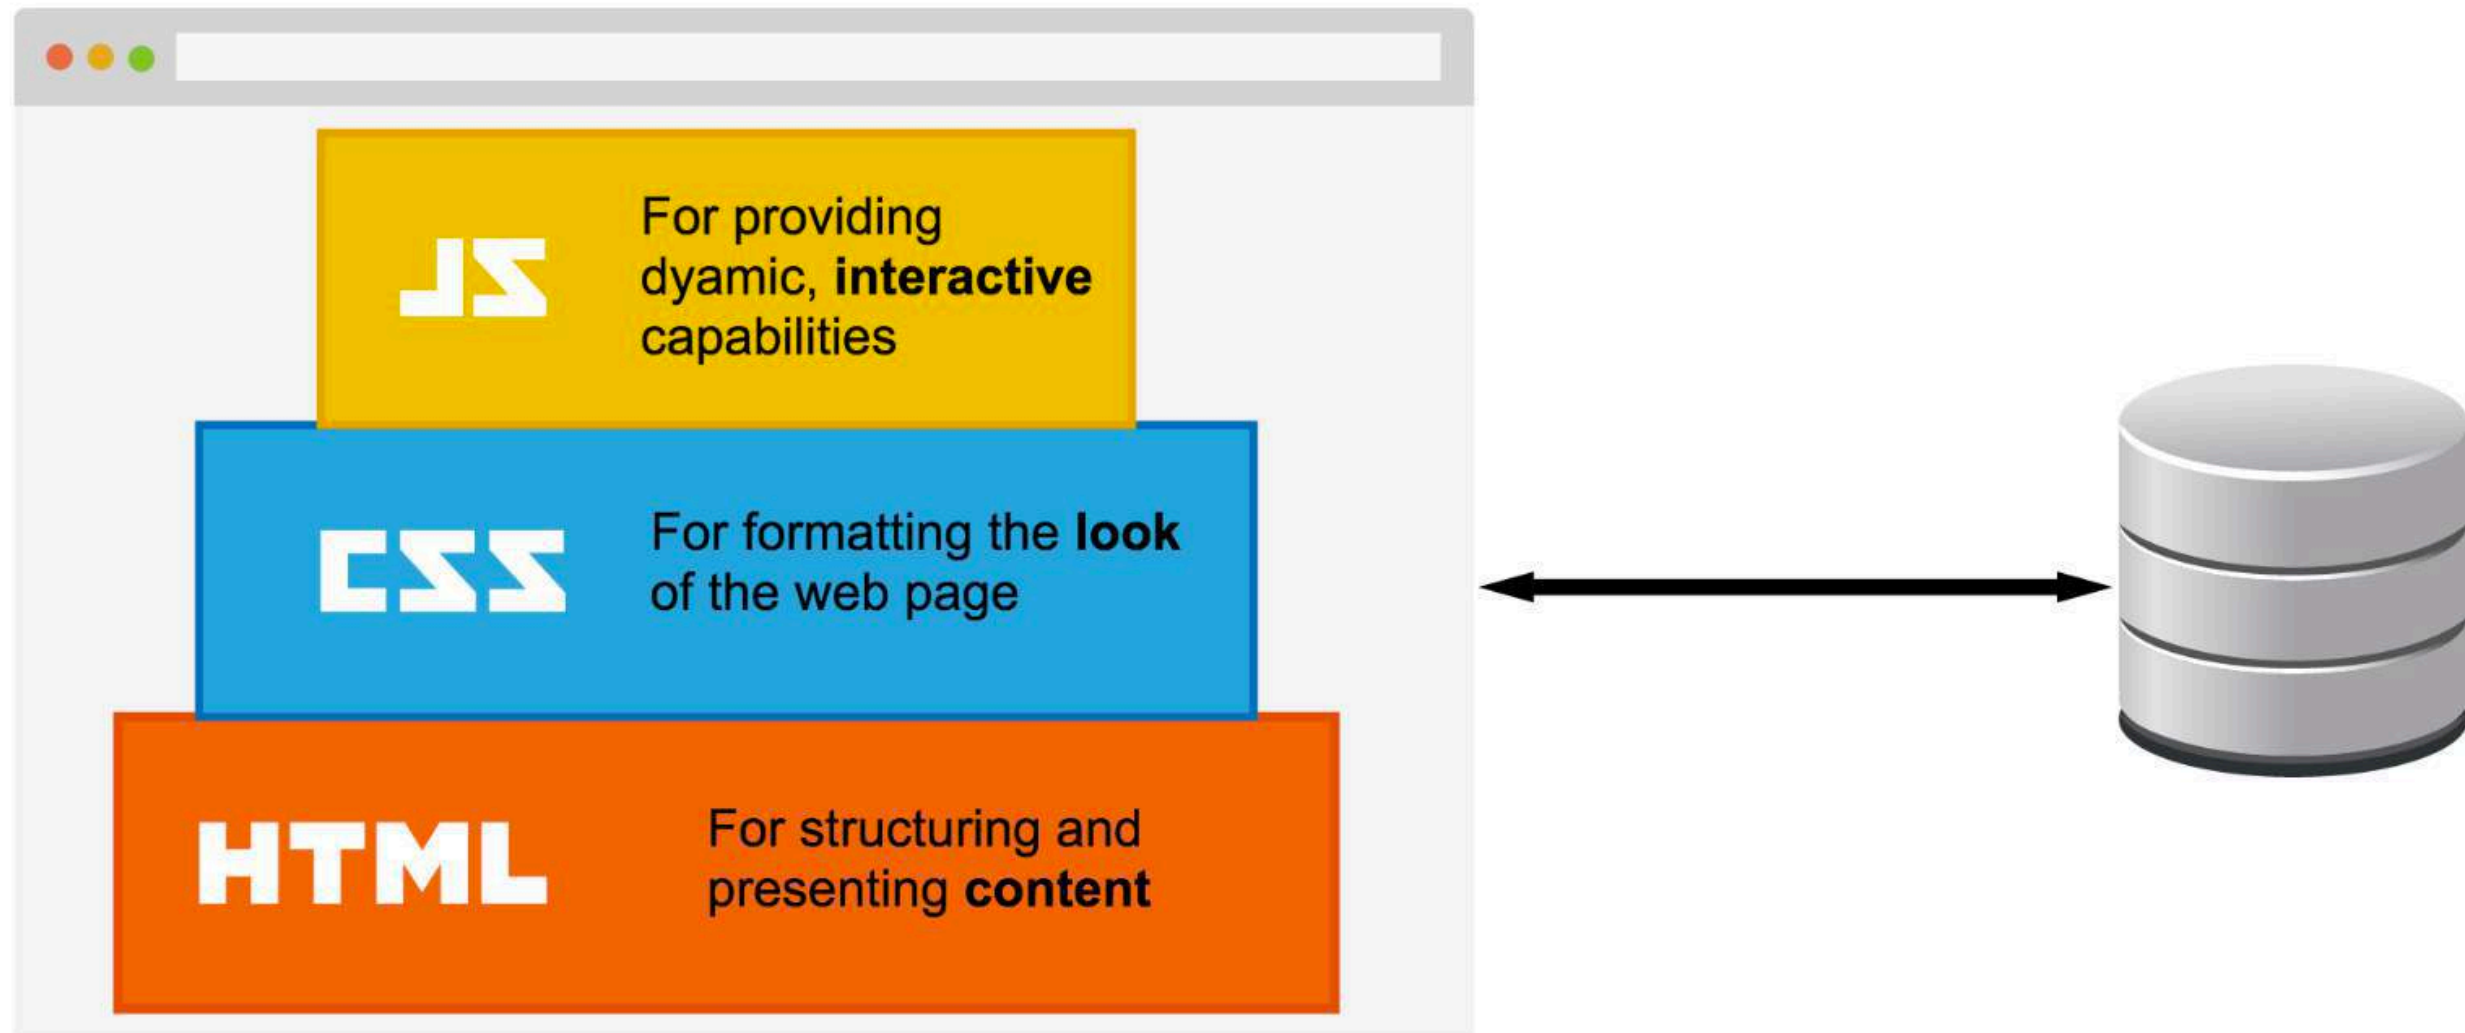 JS
For providing
dyamic, interactive
capabilities
CSS
For formatting the look
of the web page
HTML
For structuring and
presenting content